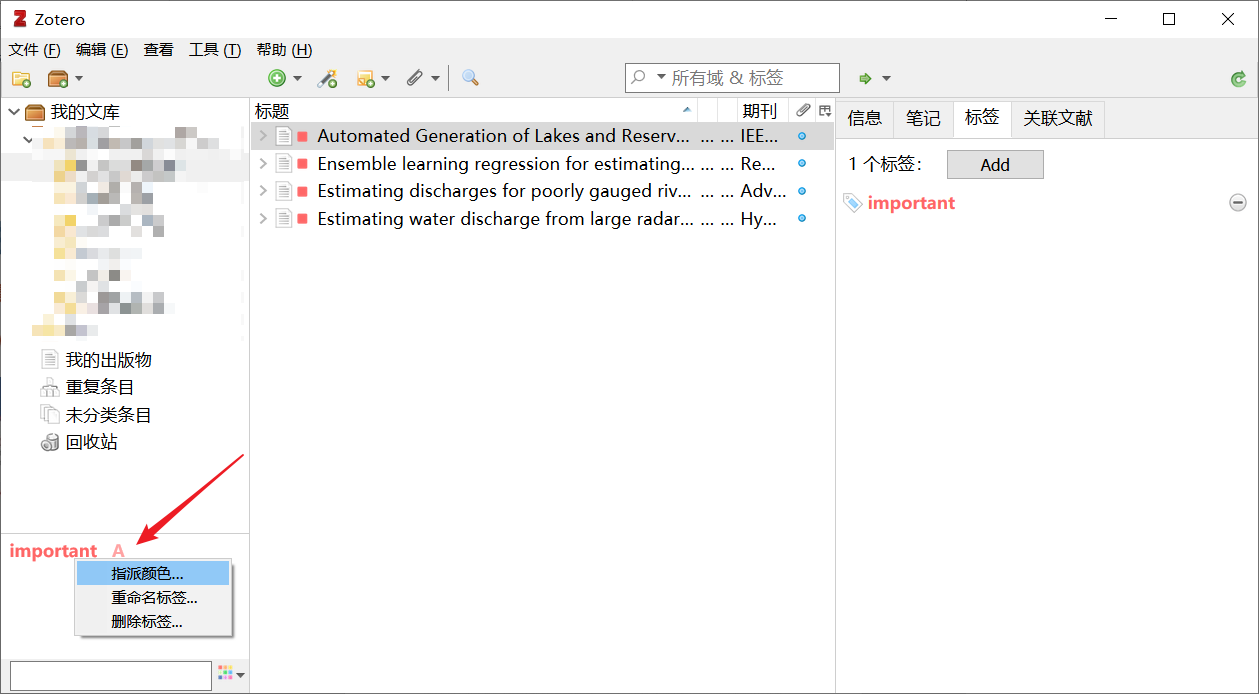 Zotero
文件 (F) 编辑 (E) 查看 工具 (T) 帮助 (H)
所有域 & 标签
我的文库
我的出版物
重复条目
未分类条目
回收站
important A
指派颜色...
重命名标签...
删除标签...
标题 期刊
Automated Generation of Lakes and Reserv... ... ... IEE...
Ensemble learning regression for estimating... ... ... Re...
Estimating discharges for poorly gauged riv... ... ... Adv...
Estimating water discharge from large radar... ... ... Hy...
信息 笔记 标签 关联文献
1 个标签: Add
important